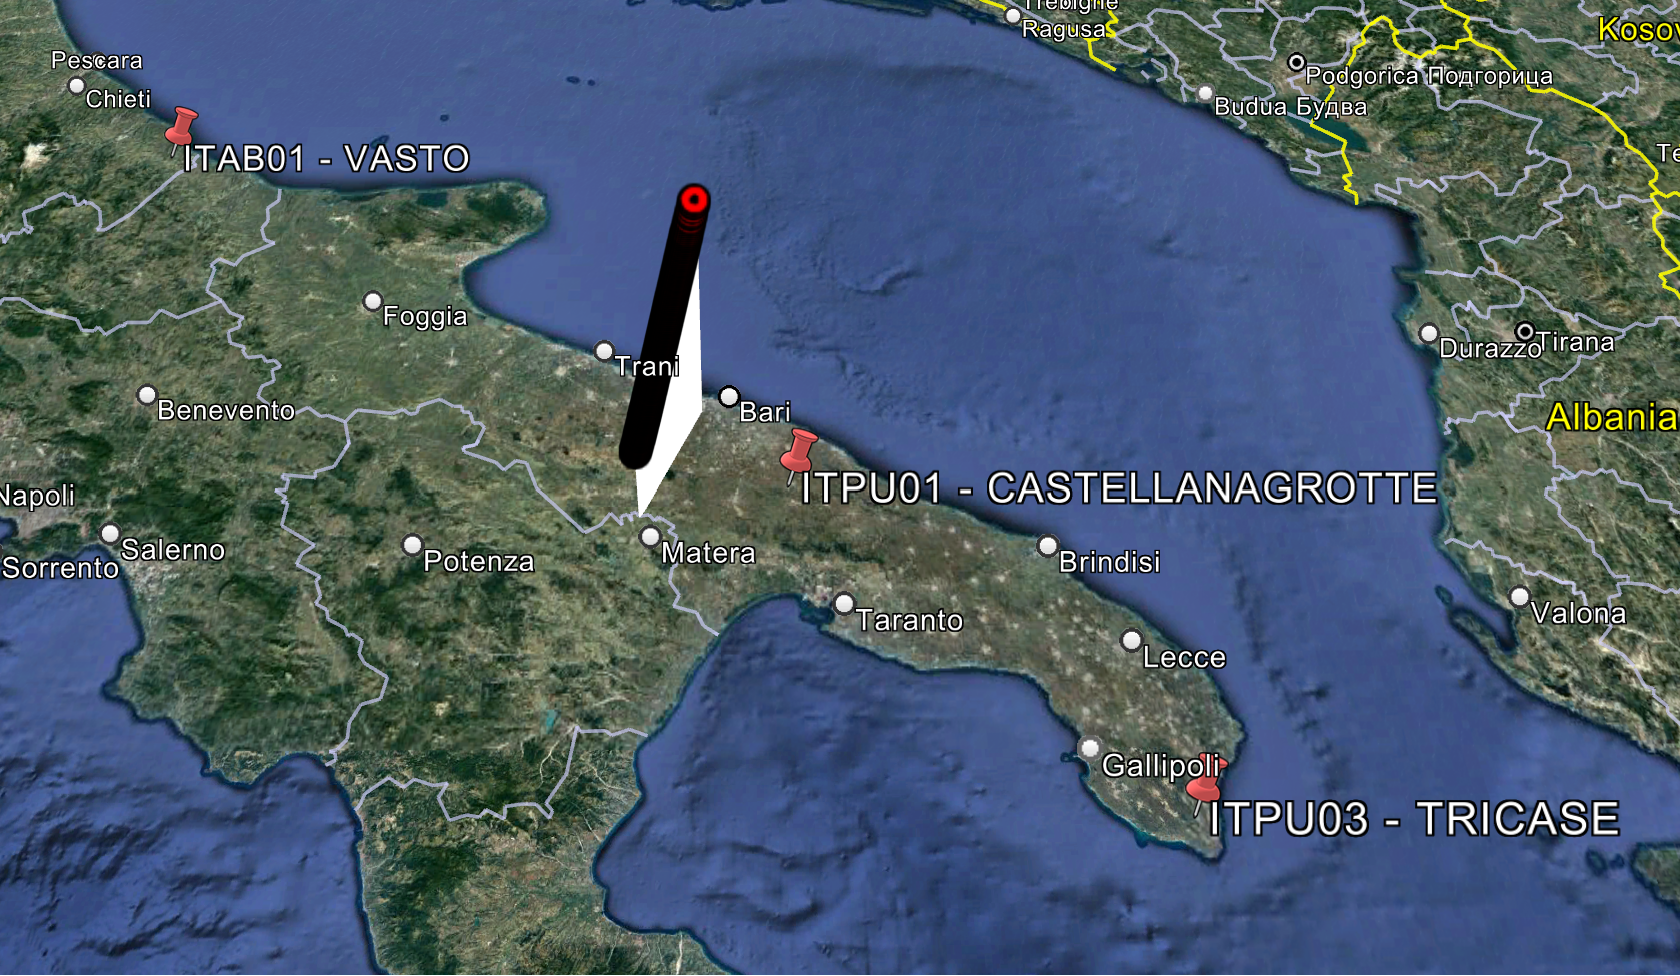 Trebigne
Ragusa
Kosov
Pescara
Chieti
Podgorica Подгорица
Budua Будва
ITAB01 - VASTO
Foggia
Trani
Durazzo
Tirana
Benevento
Bari
Albania
Napoli
ITPU01 - CASTELLANAGROTTE
Salerno
Sorrento
Potenza
Matera
Brindisi
Taranto
Valona
Lecce
Gallipoli
ITPU03 - TRICASE